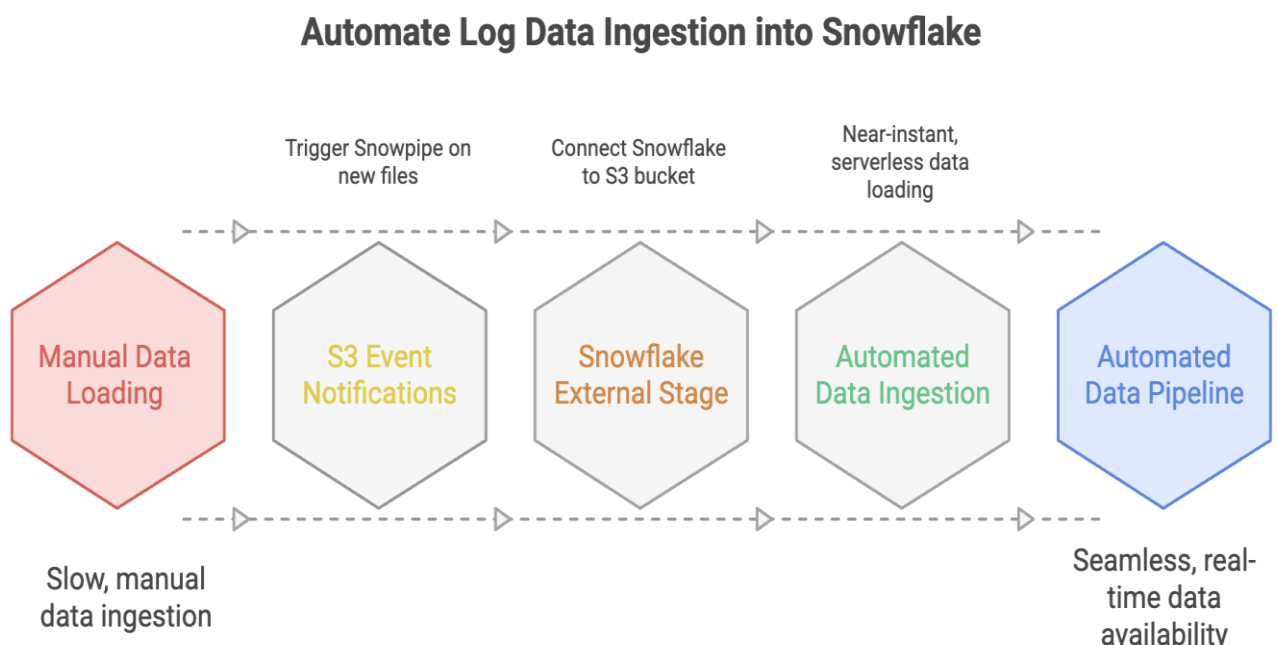 Automate Log Data Ingestion into Snowflake
Trigger Snowpipe on
new files
Connect Snowflake
to S3 bucket
Near-instant,
serverless data
loading
Manual Data
Loading
S3 Event
Notifications
Snowflake
External Stage
Automated
Data Ingestion
Automated
Data Pipeline
Slow, manual
data ingestion
Seamless, real-
time data
availability